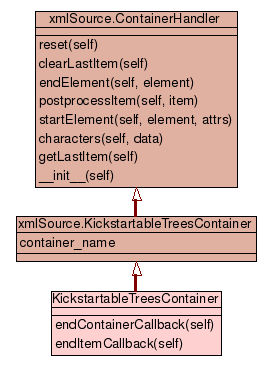 xmlSource.ContainerHandler
reset(self)
clearLastItem(self)
endElement(self, element)
postprocessItem(self, item)
startElement(self, element, attrs)
characters(self, data)
getLastItem(self)
__init__(self)
xmlSource.KickstartableTreesContainer
container_name
KickstartableTreesContainer
endContainerCallback(self)
endItemCallback(self)